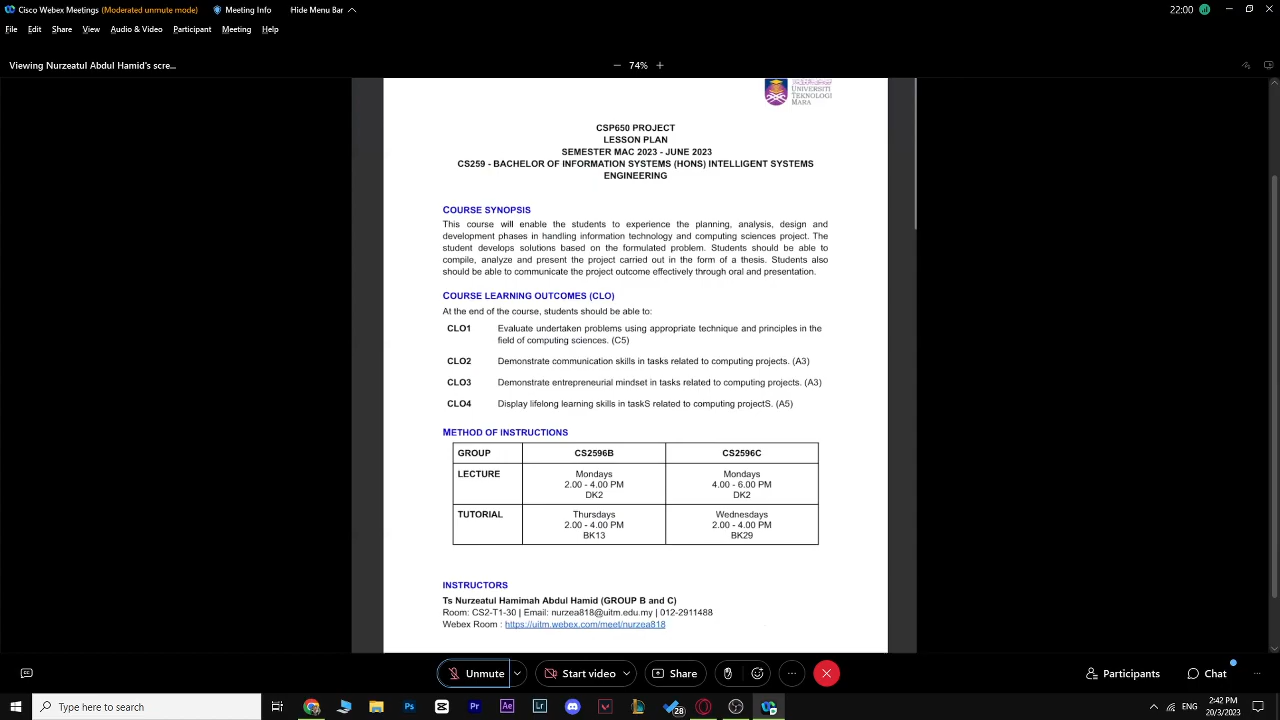 Cisco Webex Meetings (Moderated unmute mode) Meeting Info Hide Menu Bar
22:00
File Edit Share View Audio & Video Participant Meeting Help
Viewing Nurzeatul Abdul Hamid's scre...
74%
UNIVERSITI
TEKNOLOGI
MARA
CSP650 PROJECT
LESSON PLAN
SEMESTER MAC 2023 - JUNE 2023
CS259 - BACHELOR OF INFORMATION SYSTEMS (HONS) INTELLIGENT SYSTEMS
ENGINEERING
COURSE SYNOPSIS
This course will enable the students to experience the planning, analysis, design and
development phases in handling information technology and computing sciences project. The
student develops solutions based on the formulated problem. Students should be able to
compile, analyze and present the project carried out in the form of a thesis. Students also
should be able to communicate the project outcome effectively through oral and presentation.
COURSE LEARNING OUTCOMES (CLO)
At the end of the course, students should be able to:
CLO1 Evaluate undertaken problems using appropriate technique and principles in the
field of computing sciences. (C5)
CLO2 Demonstrate communication skills in tasks related to computing projects. (A3)
CLO3 Demonstrate entrepreneurial mindset in tasks related to computing projects. (A3)
CLO4 Display lifelong learning skills in taskS related to computing projectS. (A5)
METHOD OF INSTRUCTIONS
GROUP CS2596B CS2596C
LECTURE Mondays Mondays
2.00 - 4.00 PM 4.00 - 6.00 PM
DK2 DK2
TUTORIAL Thursdays Wednesdays
2.00 - 4.00 PM 2.00 - 4.00 PM
BK13 BK29
INSTRUCTORS
Ts Nurzeatul Hamimah Abdul Hamid (GROUP B and C)
Room: CS2-T1-30 | Email: nurzea818@uitm.edu.my | 012-2911488
Webex Room : https://uitm.webex.com/meet/nurzea818
Unmute Start video Share Participants Chat
Type here to search
Ps Pr Ae Lr 28
ENG
2:42 PM
20/3/2023